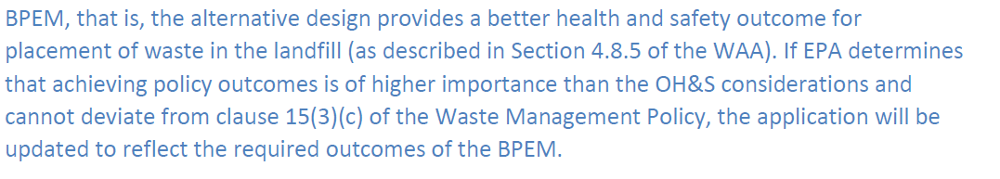 BPEM, that is, the alternative design provides a better health and safety outcome for
placement of waste in the landfill (as described in Section 4.8.5 of the WAA). If EPA determines
that achieving policy outcomes is of higher importance than the OH&S considerations and
cannot deviate from clause 15(3)(c) of the Waste Management Policy, the application will be
updated to reflect the required outcomes of the BPEM.